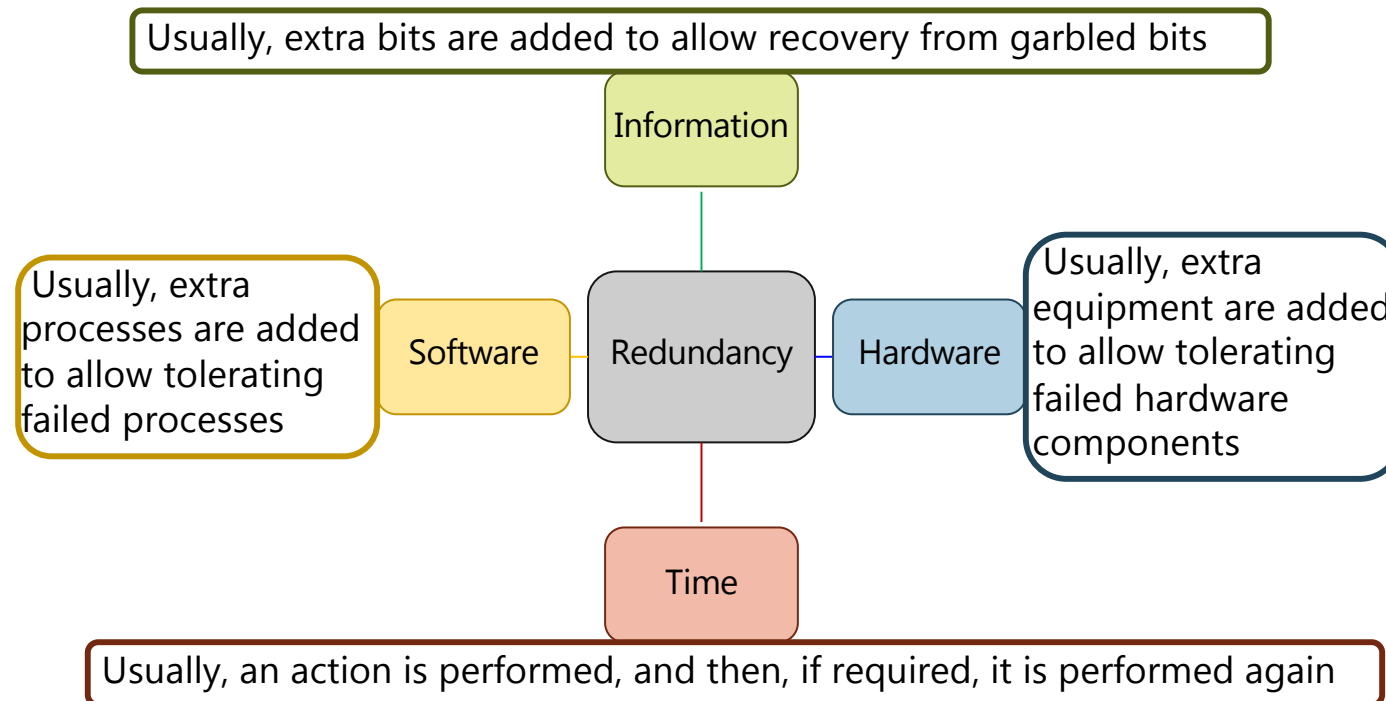 Usually, extra bits are added to allow recovery from garbled bits
Information
Usually, extra
processes are added
to allow tolerating
failed processes
Software
Redundancy
Hardware
Usually, extra
equipment are added
to allow tolerating
failed hardware
components
Time
Usually, an action is performed, and then, if required, it is performed again